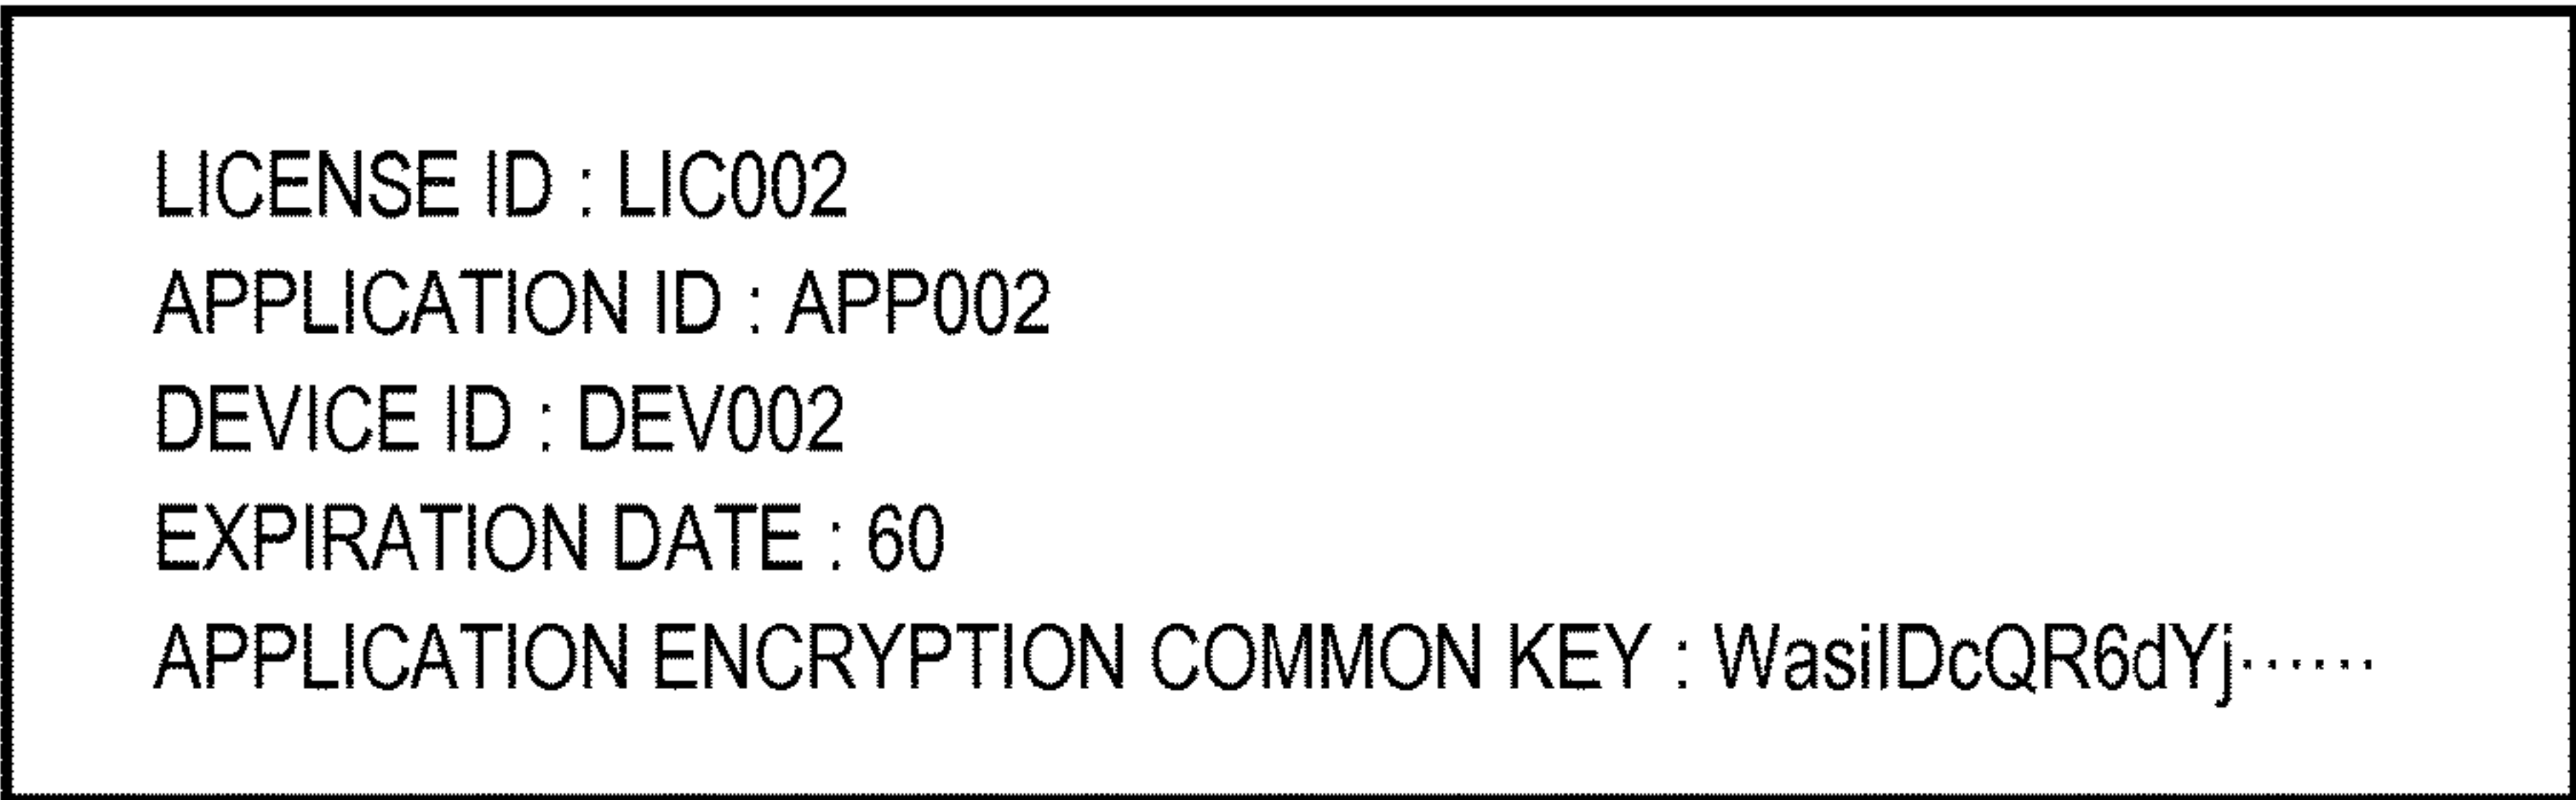 LICENSE ID : LIC002
APPLICATION ID : APP002
DEVICE ID : DEV002
EXPIRATION DATE : 60
APPLICATION ENCRYPTION COMMON KEY : WasilDcQR6dYj······